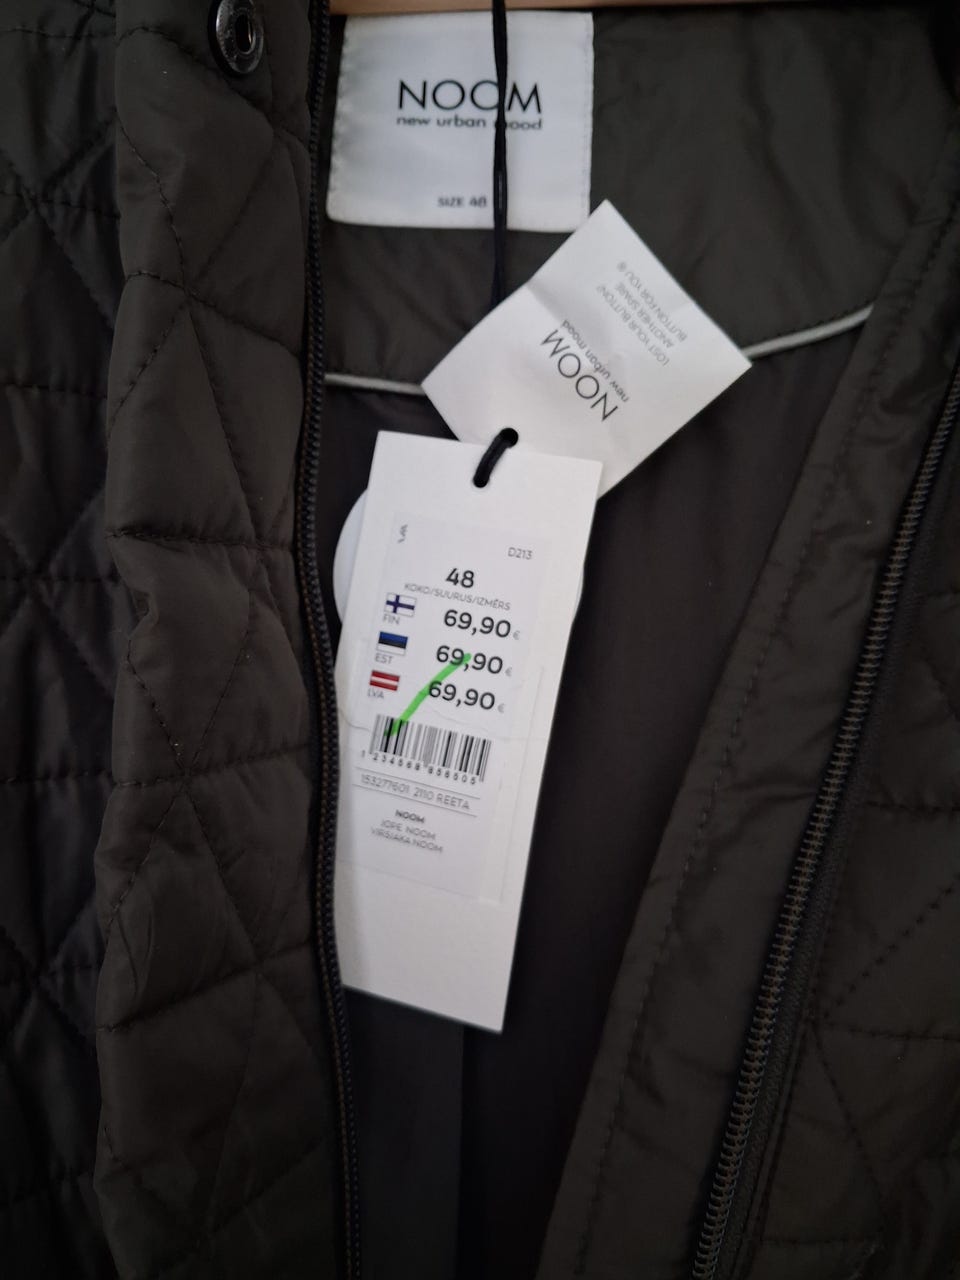 NOOM
new urban mood
SIZE 48
LOST YOUR BUTTON?
ANOTHER SPARE
BUTTON FOR YOU
NOOM
new urban mood
D213
48
KOKO/SUURUS/IZMĒRS
FIN 69,90 €
EST 69,90 €
LVA 69,90 €
153277601 2110 REETA
NOOM
JOPE NOOM
VIRSJAKA NOOM